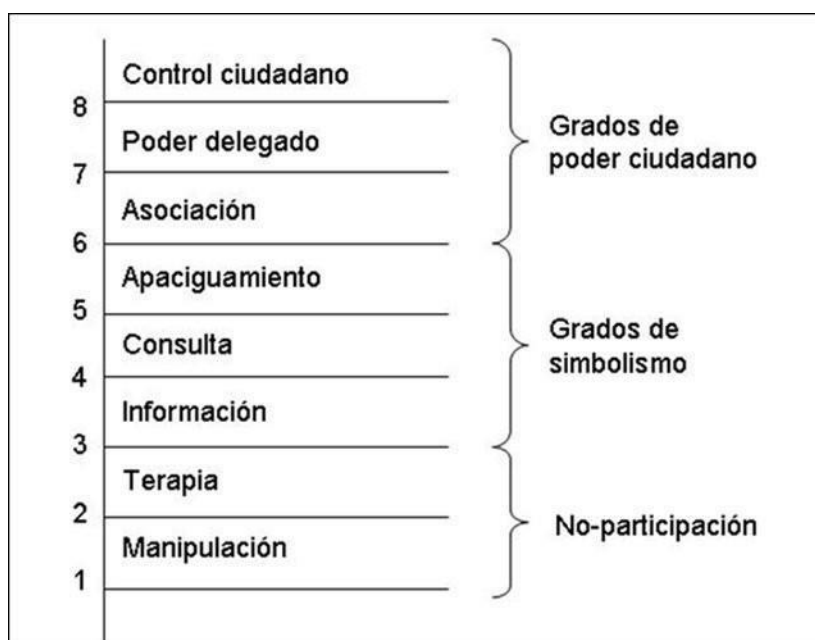 Control ciudadano
8
Poder delegado
7
Asociación
6
Apaciguamiento
5
Consulta
4
Información
3
Terapia
2
Manipulación
1
Grados de
poder ciudadano
Grados de
simbolismo
No-participación